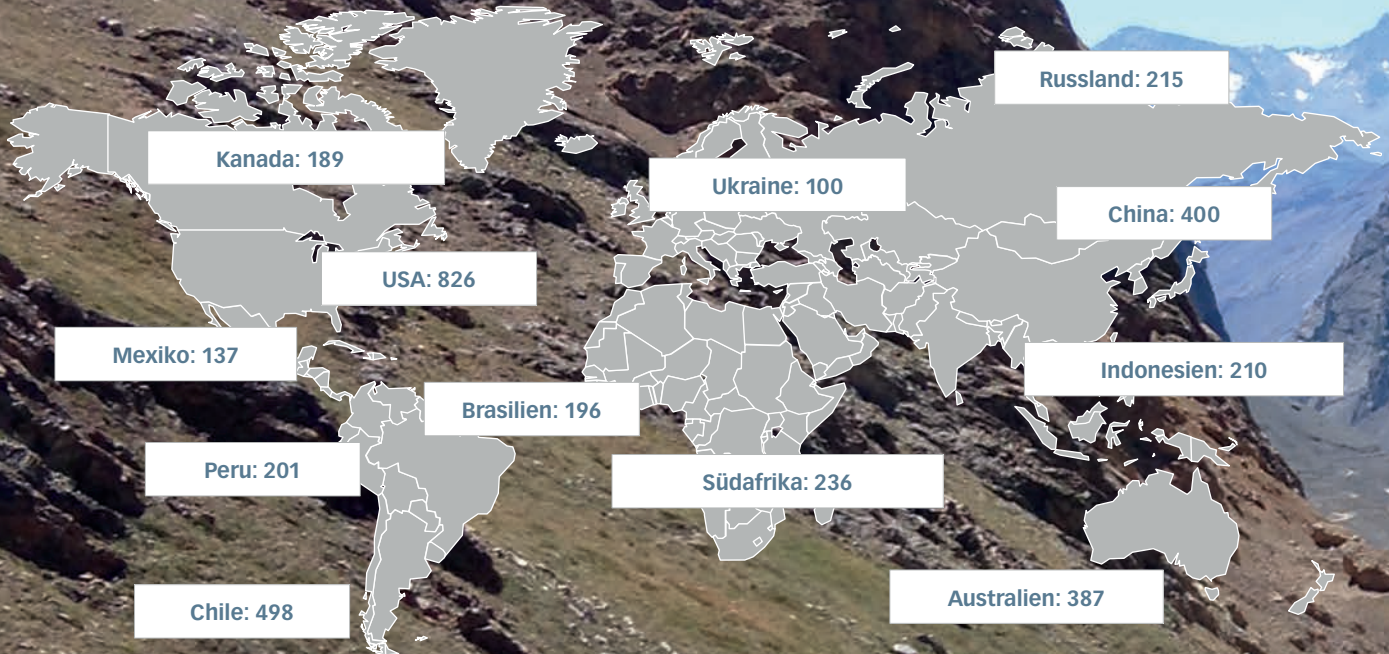 Russland: 215
Kanada: 189
Ukraine: 100
China: 400
USA: 826
Mexiko: 137
Indonesien: 210
Brasilien: 196
Peru: 201
Südafrika: 236
Chile: 498
Australien: 387